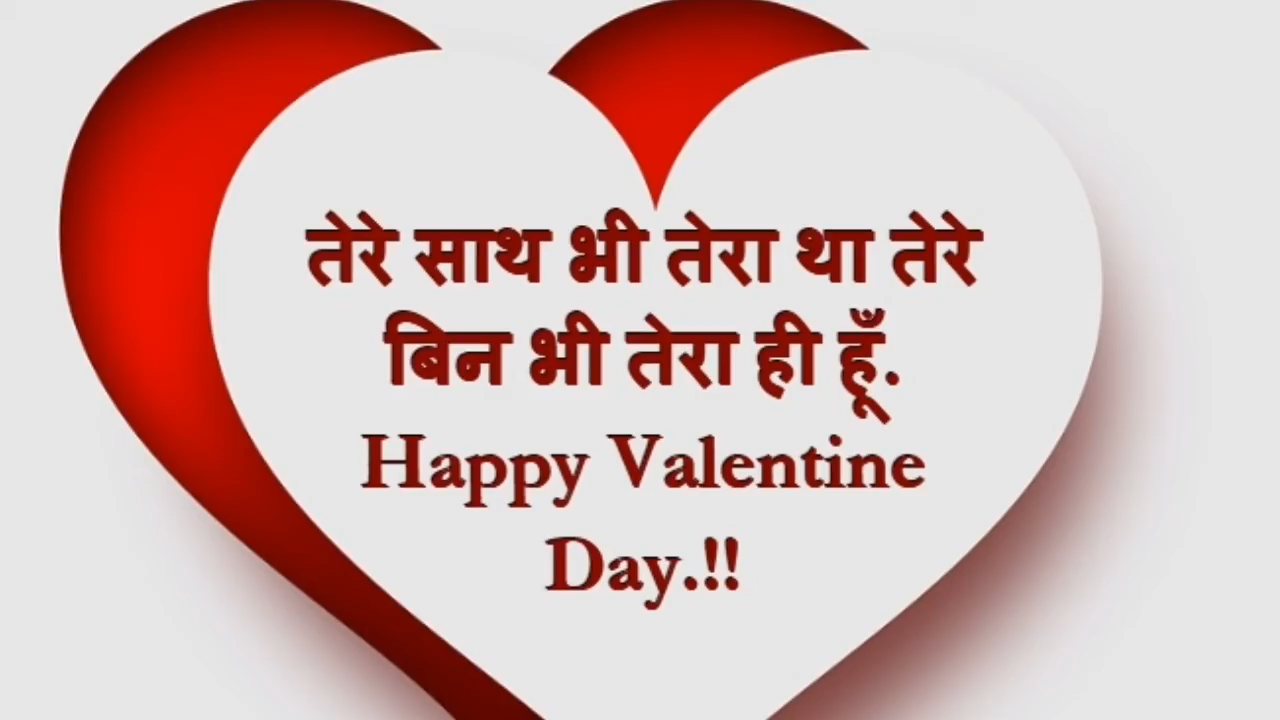 तेरे साथ भी तेरा था तेरे
बिन भी तेरा ही हूँ.
Happy Valentine
Day.!!